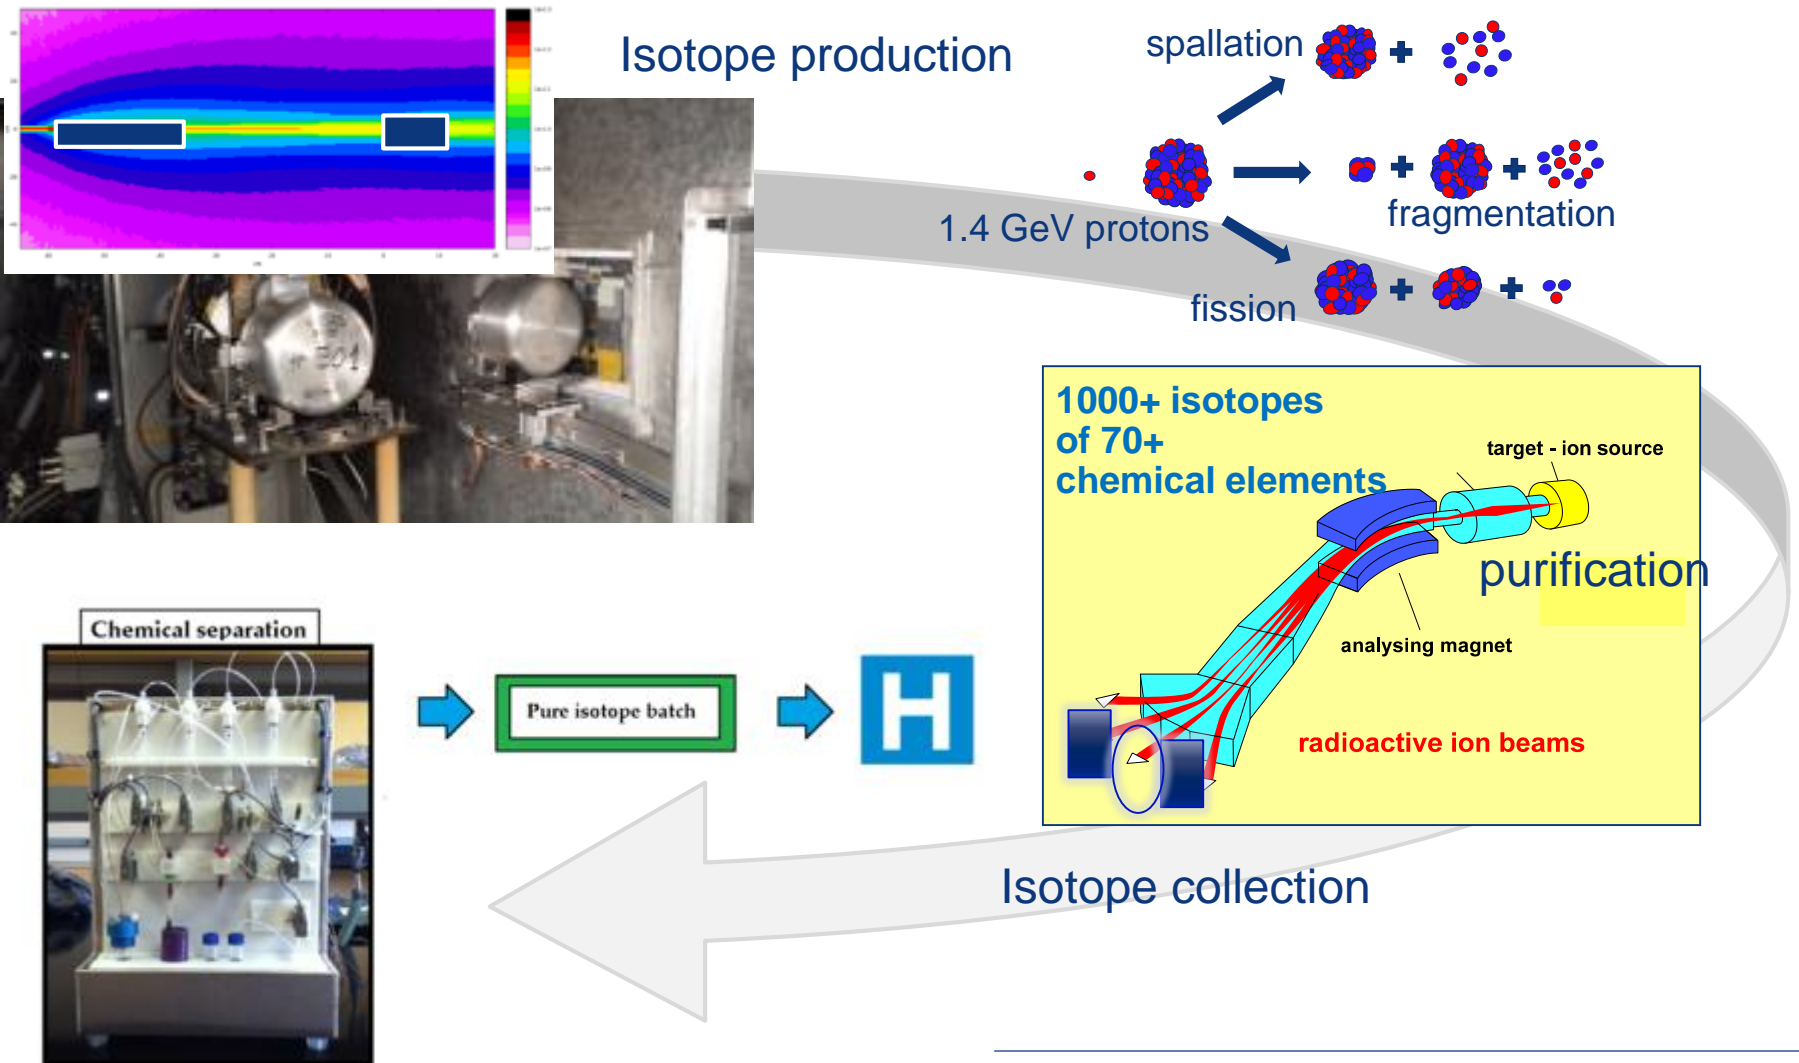 Isotope production
spallation
1.4 GeV protons
fragmentation
fission
1000+ isotopes
of 70+
chemical elements
target - ion source
purification
analysing magnet
radioactive ion beams
Chemical separation
Pure isotope batch
H
Isotope collection